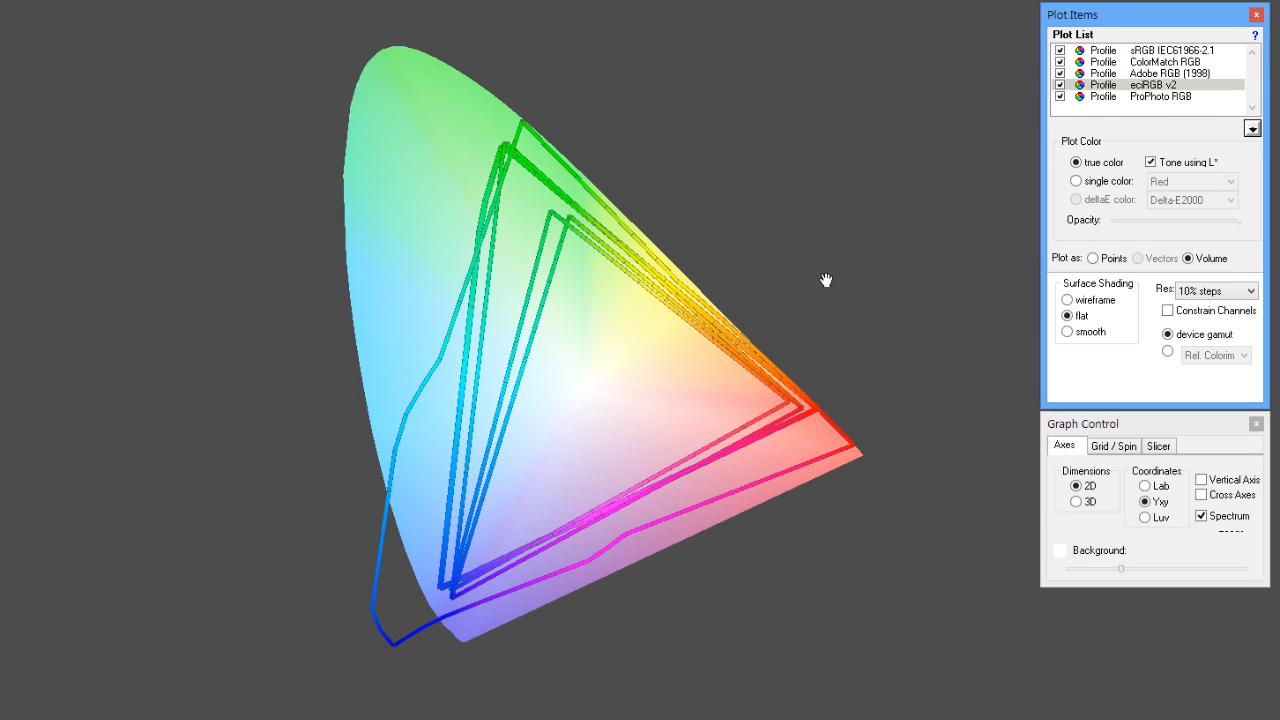 Plot Items
x
Plot List
?
Profile sRGB IEC61966-2.1
Profile ColorMatch RGB
Profile Adobe RGB (1998)
Profile eciRGB v2
Profile ProPhoto RGB
Plot Color
true color
Tone using L*
single color:
Red
deltaE color:
Delta-E2000
Opacity:
Plot as:
Points
Vectors
Volume
Surface Shading
wireframe
flat
smooth
Res:
10% steps
Constrain Channels
device gamut
Rel. Colorim
Graph Control
x
Axes
Grid / Spin
Slicer
Dimensions
2D
3D
Coordinates
Lab
Yxy
Luv
Vertical Axis
Cross Axes
Spectrum
Background: